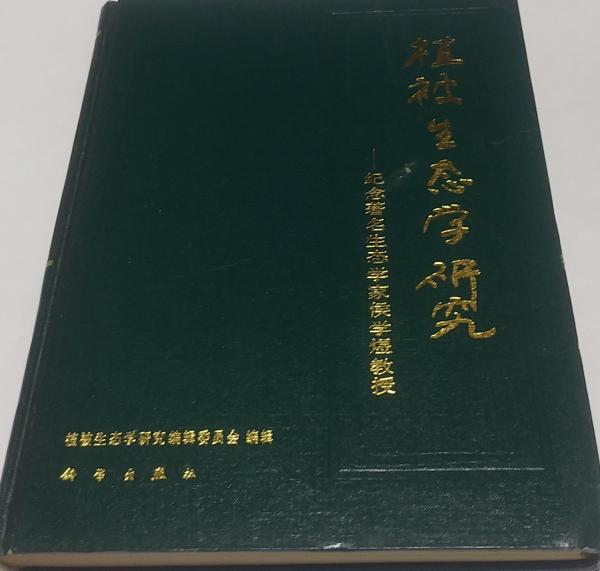 植被生态学研究
——纪念著名生态学家侯学煜教授
植被生态学研究编辑委员会 编辑
科学出版社